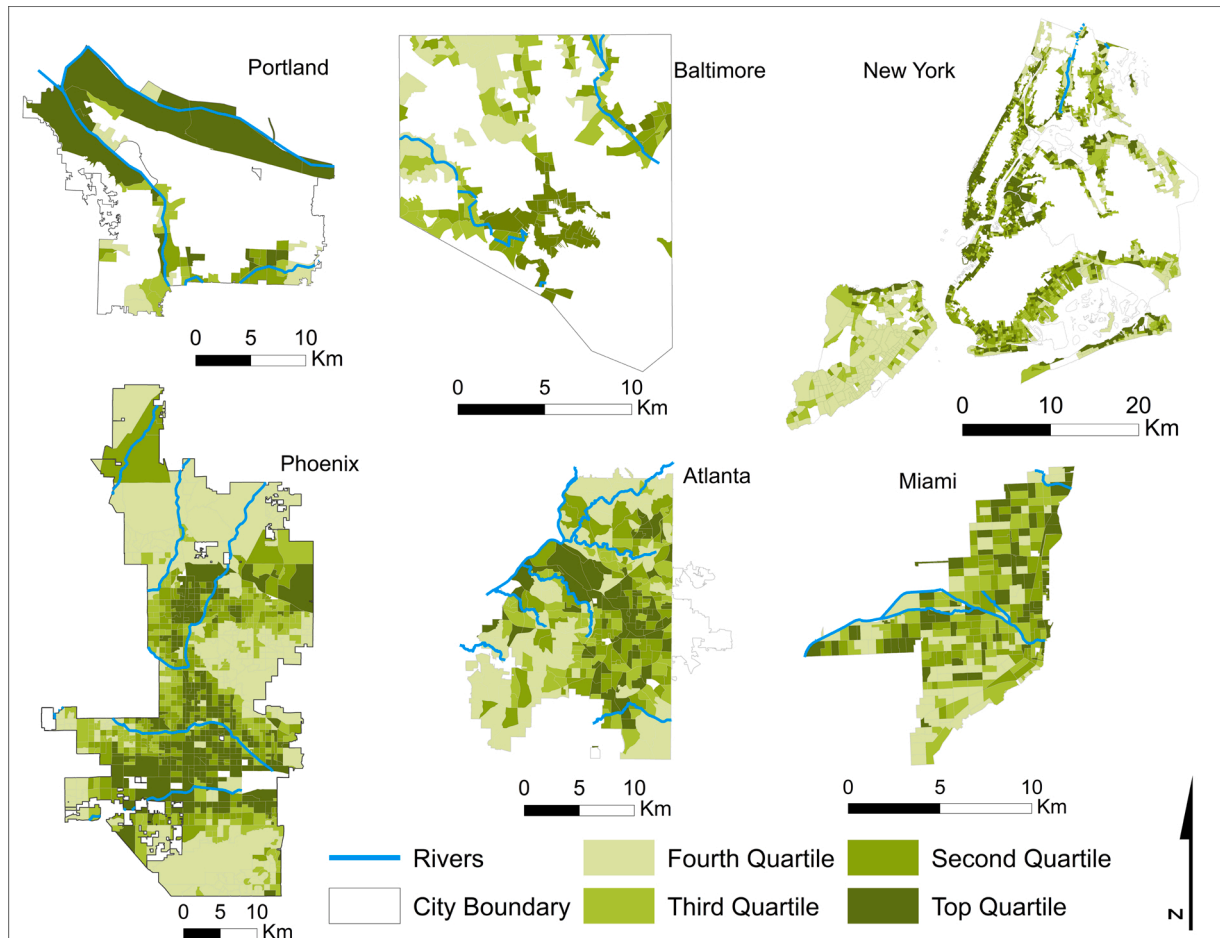 Portland
Baltimore
New York
0 5 10
Km
0 5 10
Km
0 10 20
Km
Phoenix
Atlanta
Miami
0 5 10
Km
0 5 10
Km
0 5 10
Km
Rivers
City Boundary
Fourth Quartile
Third Quartile
Second Quartile
Top Quartile
N